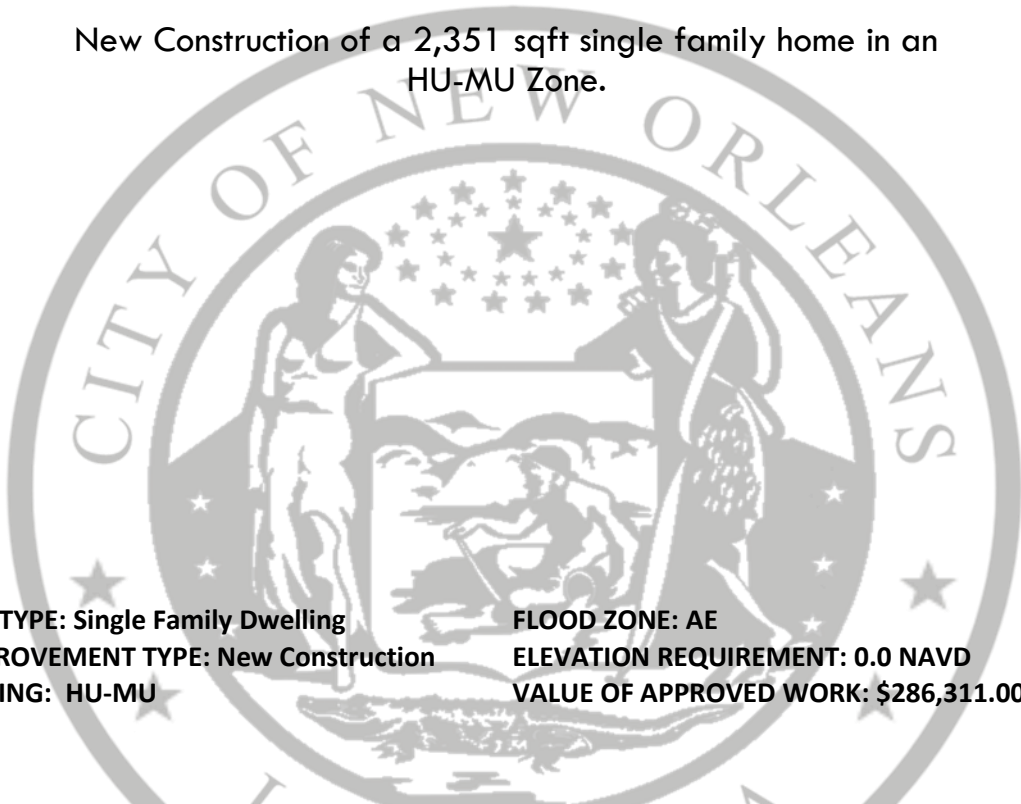 New Construction of a 2,351 sqft single family home in an
HU-MU Zone.
CITY OF NEW ORLEANS
TYPE: Single Family Dwelling
FLOOD ZONE: AE
ROVEMENT TYPE: New Construction
ELEVATION REQUIREMENT: 0.0 NAVD
ING: HU-MU
VALUE OF APPROVED WORK: $286,311.00